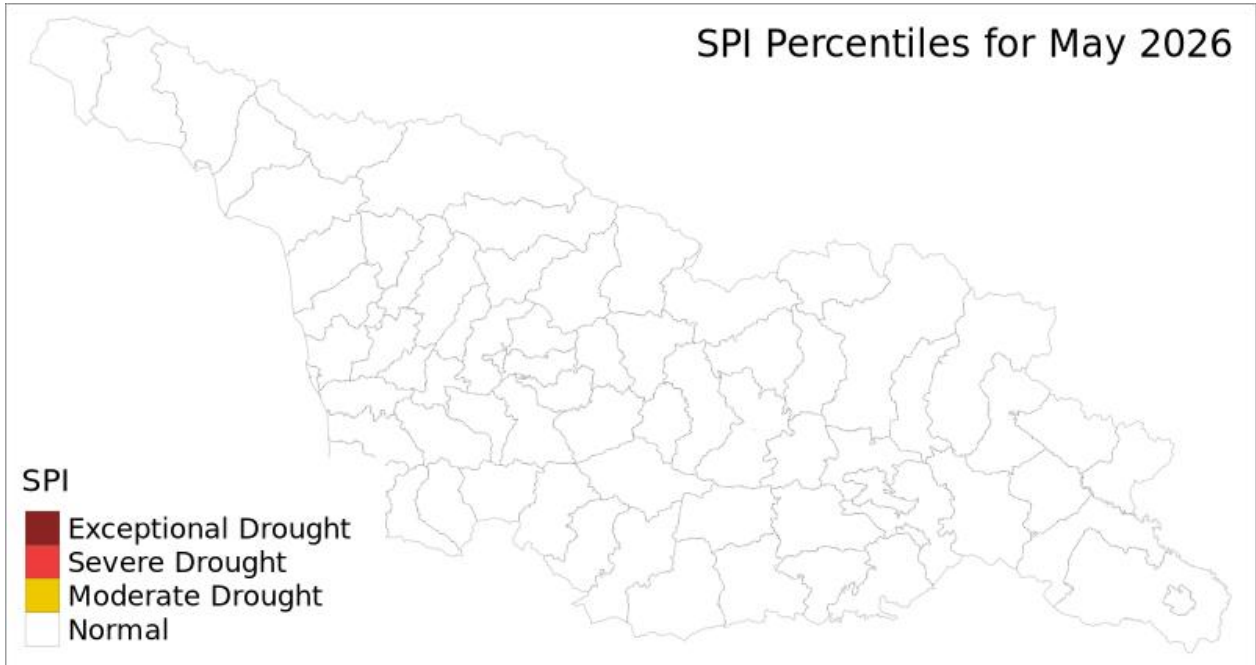 SPI Percentiles for May 2026
SPI
Exceptional Drought
Severe Drought
Moderate Drought
Normal